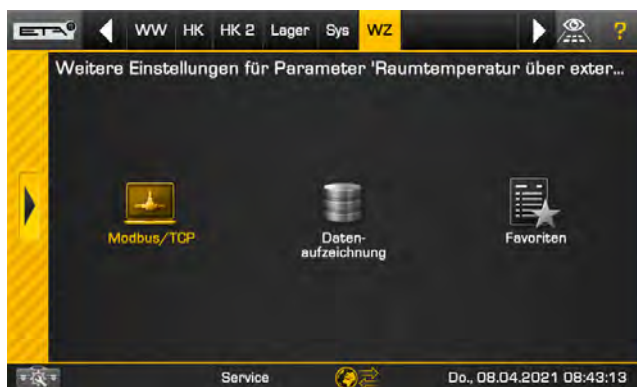 ETA
WW HK HK 2 Lager Sys WZ ?
Weitere Einstellungen für Parameter 'Raumtemperatur über exter...
Modbus/TCP
Daten-
aufzeichnung
Favoriten
Service
Do., 08.04.2021 08:43:13